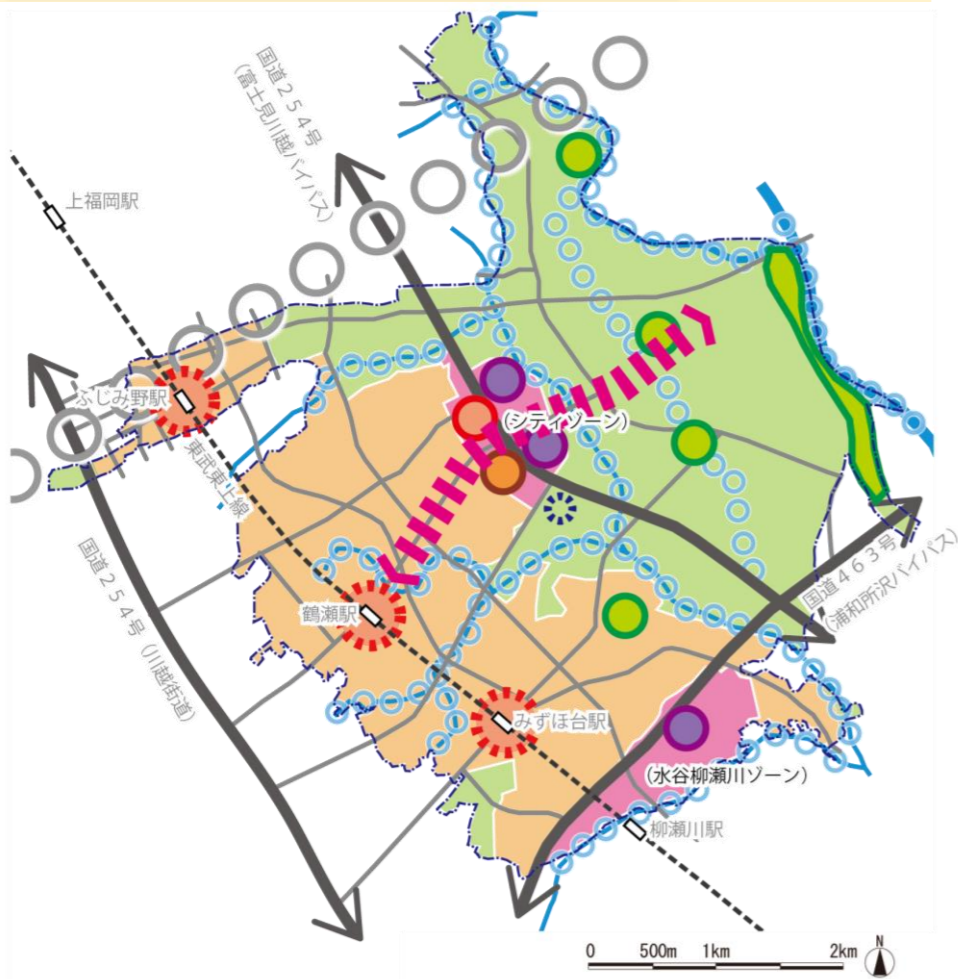 国道254号
(富士見川越バイパス)
上福岡駅
ふじみ野駅
(シティゾーン)
東武東上線
国道254号(川越街道)
国道463号
(浦和所沢バイパス)
鶴瀬駅
みずほ台駅
(水谷柳瀬川ゾーン)
柳瀬川駅
0 500m 1km 2km
N